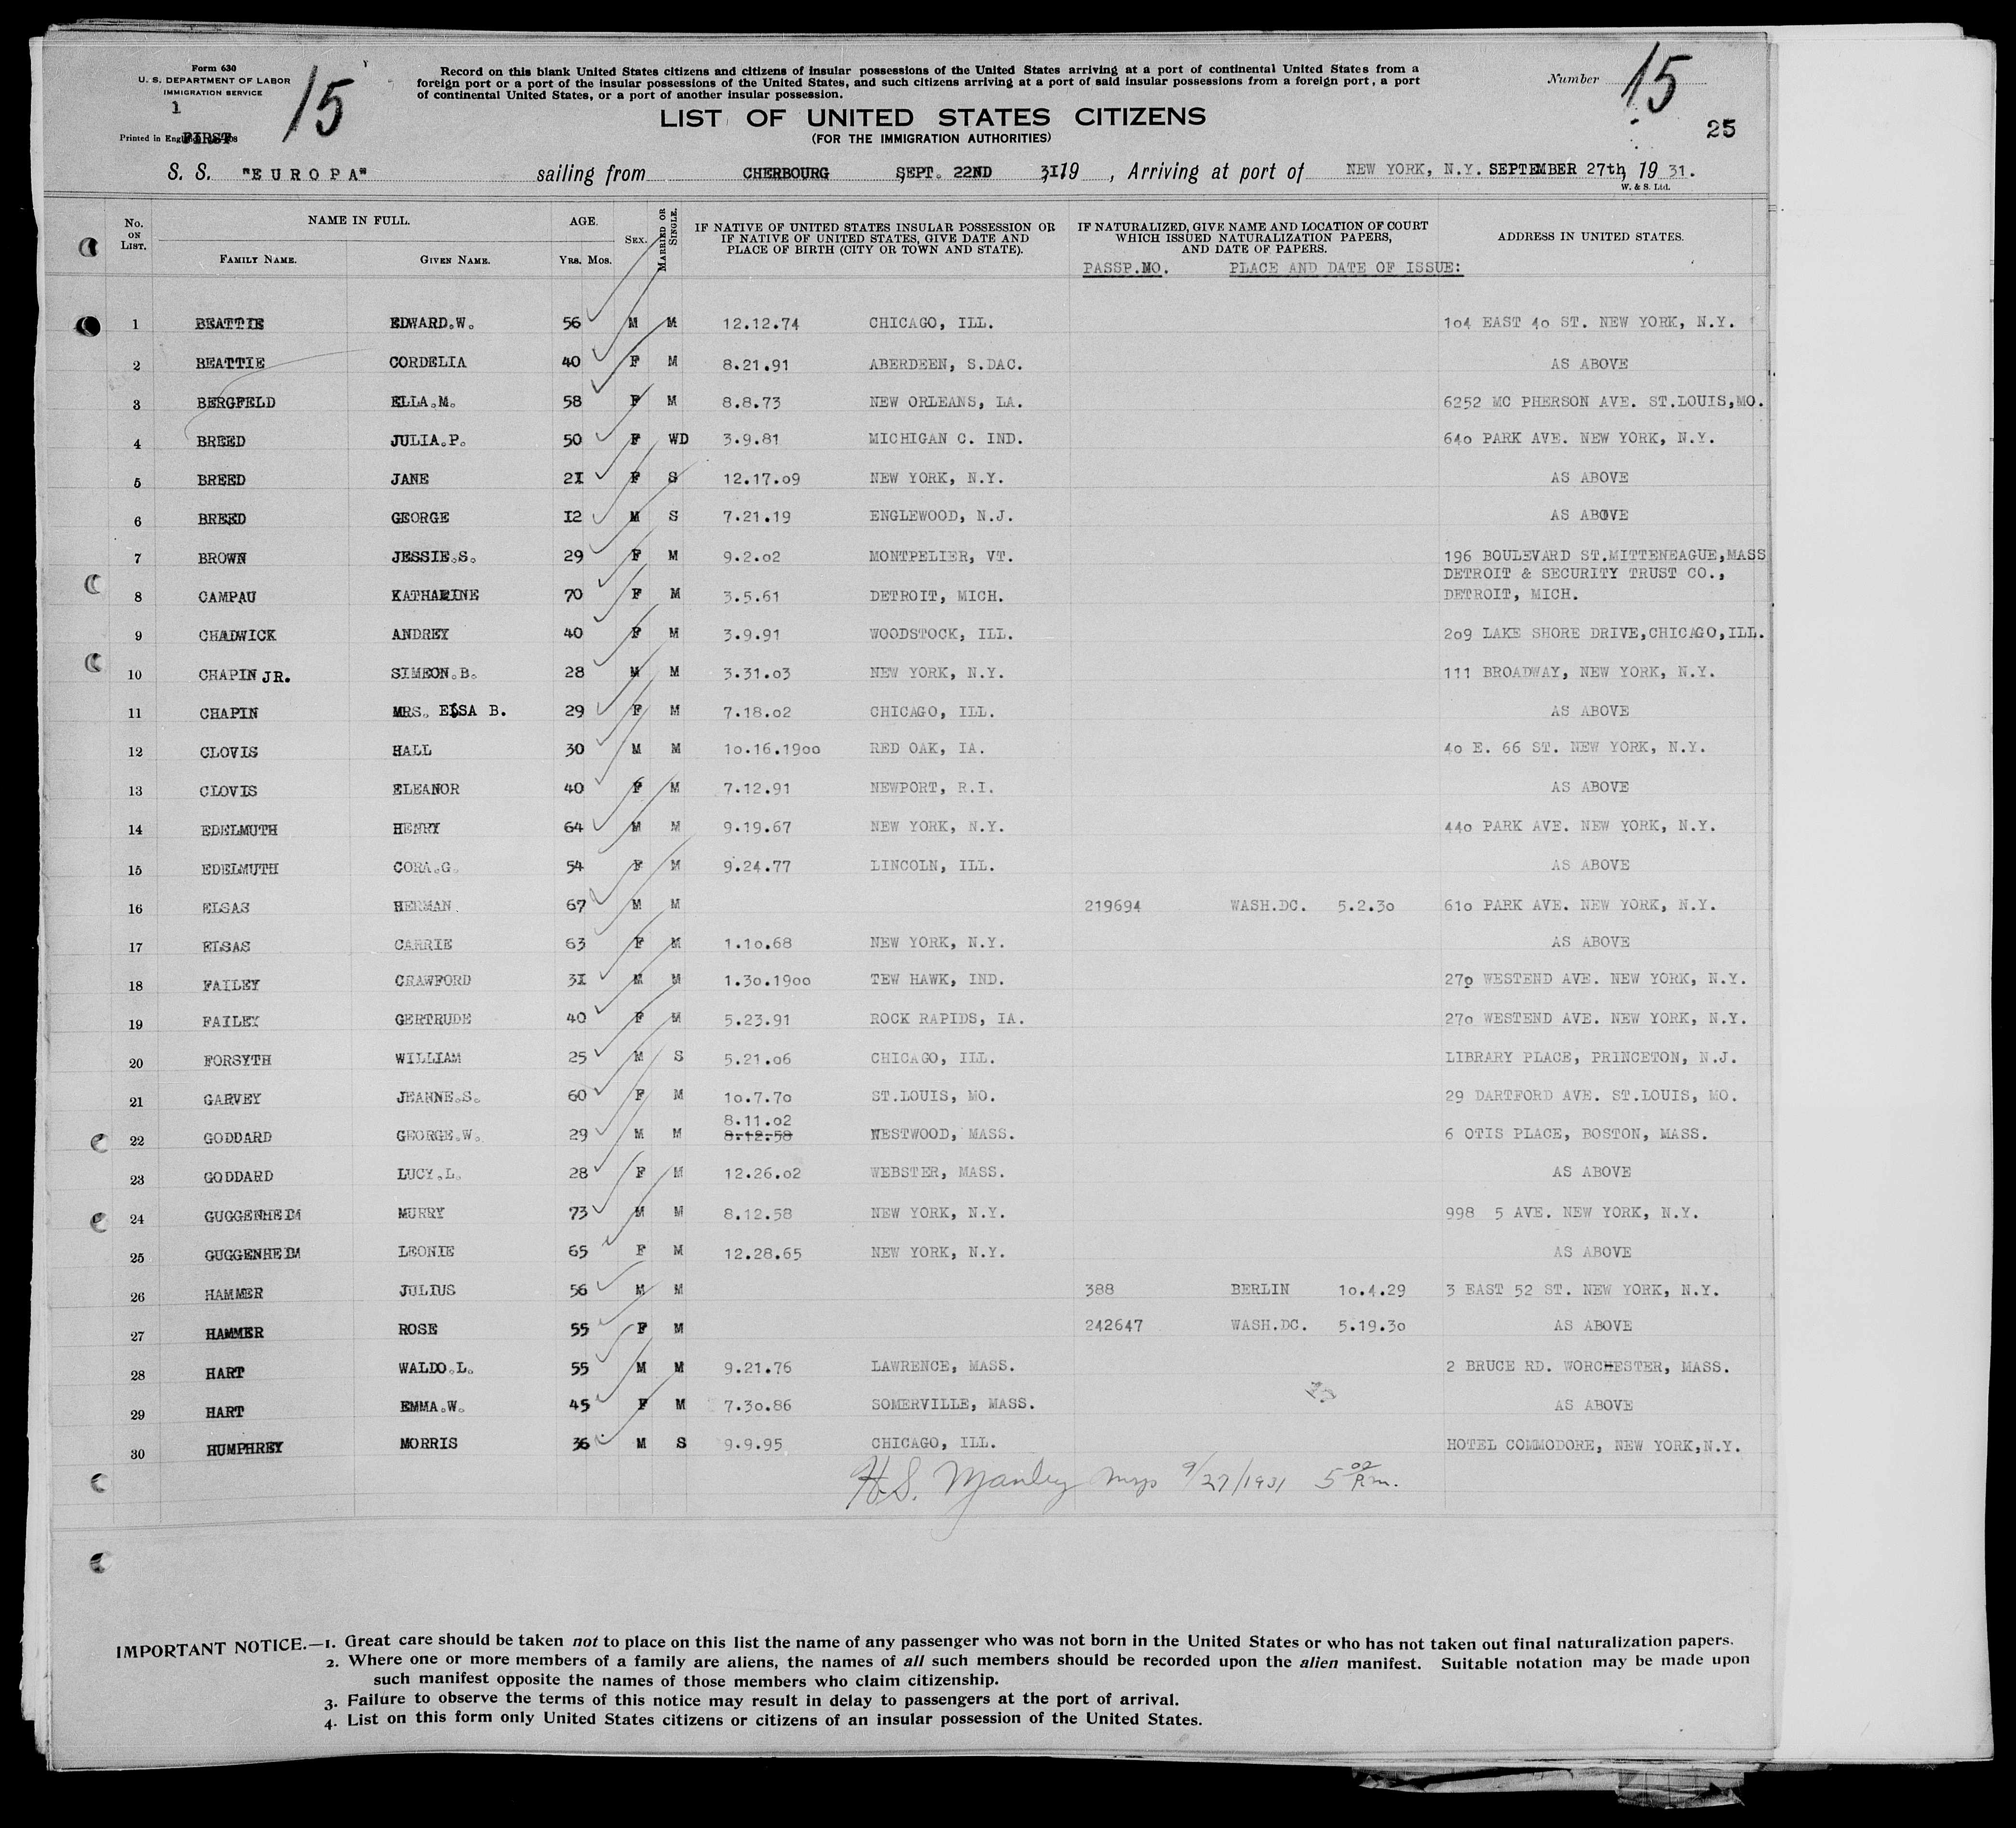 Form 630
U. S. DEPARTMENT OF LABOR
IMMIGRATION SERVICE
1
Printed in England FIRST
15
Record on this blank United States citizens and citizens of insular possessions of the United States arriving at a port of continental United States from a
foreign port or a port of the insular possessions of the United States, and such citizens arriving at a port of said insular possessions from a foreign port, a port
of continental United States, or a port of another insular possession.
Number 15
LIST OF UNITED STATES CITIZENS
(FOR THE IMMIGRATION AUTHORITIES)
25
S. S. "EUROPA" sailing from CHERBOURG SEPT. 22ND 3119, Arriving at port of NEW YORK, N.Y. SEPTEMBER 27th, 19 31.
W. & S. Ltd.
No. ON LIST. NAME IN FULL. AGE. SEX. MARRIED OR SINGLE. IF NATIVE OF UNITED STATES INSULAR POSSESSION OR IF NATIVE OF UNITED STATES, GIVE DATE AND PLACE OF BIRTH (CITY OR TOWN AND STATE). IF NATURALIZED, GIVE NAME AND LOCATION OF COURT WHICH ISSUED NATURALIZATION PAPERS, AND DATE OF PAPERS. ADDRESS IN UNITED STATES.
FAMILY NAME. GIVEN NAME. YRS. MOS. PASSP.NO. PLACE AND DATE OF ISSUE:
1 BEATTIE EDWARD.W. 56 M M 12.12.74 CHICAGO, ILL. 104 EAST 40 ST. NEW YORK, N.Y.
2 BEATTIE CORDELIA 40 F M 8.21.91 ABERDEEN, S.DAC. AS ABOVE
3 BERGFELD ELLA.M. 58 F M 8.8.73 NEW ORLEANS, LA. 6252 MC PHERSON AVE. ST.LOUIS,MO.
4 BREED JULIA.P. 50 F WD 3.9.81 MICHIGAN C. IND. 640 PARK AVE. NEW YORK, N.Y.
5 BREED JANE 21 F S 12.17.09 NEW YORK, N.Y. AS ABOVE
6 BREED GEORGE 12 M S 7.21.19 ENGLEWOOD, N.J. AS ABOVE
7 BROWN JESSIE.S. 29 F M 9.2.02 MONTPELIER, VT. 196 BOULEVARD ST.MITTENEAGUE,MASS
DETROIT & SECURITY TRUST CO.,
8 CAMPAU KATHARINE 70 F M 3.5.61 DETROIT, MICH. DETROIT, MICH.
9 CHADWICK ANDREY 40 F M 3.9.91 WOODSTOCK, ILL. 209 LAKE SHORE DRIVE,CHICAGO,ILL.
10 CHAPIN JR. SIMEON.B. 28 M M 3.31.03 NEW YORK, N.Y. 111 BROADWAY, NEW YORK, N.Y.
11 CHAPIN MRS. ELSA B. 29 F M 7.18.02 CHICAGO, ILL. AS ABOVE
12 CLOVIS HALL 30 M M 10.16.1900 RED OAK, IA. 40 E. 66 ST. NEW YORK, N.Y.
13 CLOVIS ELEANOR 40 F M 7.12.91 NEWPORT, R.I. AS ABOVE
14 EDELMUTH HENRY 64 M M 9.19.67 NEW YORK, N.Y. 440 PARK AVE. NEW YORK, N.Y.
15 EDELMUTH CORA.G. 54 F M 9.24.77 LINCOLN, ILL. AS ABOVE
16 ELSAS HERMAN. 67 M M 219694 WASH.DC. 5.2.30 610 PARK AVE. NEW YORK, N.Y.
17 ELSAS CARRIE 63 F M 1.10.68 NEW YORK, N.Y. AS ABOVE
18 FAILEY CRAWFORD 31 M M 1.30.1900 TEW HAWK, IND. 270 WESTEND AVE. NEW YORK, N.Y.
19 FAILEY GERTRUDE 40 F M 5.23.91 ROCK RAPIDS, IA. 270 WESTEND AVE. NEW YORK, N.Y.
20 FORSYTH WILLIAM 25 M S 5.21.06 CHICAGO, ILL. LIBRARY PLACE, PRINCETON, N.J.
21 GARVEY JEANNE.S. 60 F M 10.7.70 ST.LOUIS, MO. 29 DARTFORD AVE. ST.LOUIS, MO.
8.11.02
22 GODDARD GEORGE.W. 29 M M 8.12.58 WESTWOOD, MASS. 6 OTIS PLACE, BOSTON, MASS.
23 GODDARD LUCY.L. 28 F M 12.26.02 WEBSTER, MASS. AS ABOVE
24 GUGGENHEIM MURRY 73 M M 8.12.58 NEW YORK, N.Y. 998 5 AVE. NEW YORK, N.Y.
25 GUGGENHEIM LEONIE 65 F M 12.28.65 NEW YORK, N.Y. AS ABOVE
26 HAMMER JULIUS 56 M M 388 BERLIN 10.4.29 3 EAST 52 ST. NEW YORK, N.Y.
27 HAMMER ROSE 55 F M 242647 WASH.DC. 5.19.30 AS ABOVE
28 HART WALDO.L. 55 M M 9.21.76 LAWRENCE, MASS. 2 BRUCE RD. WORCHESTER, MASS.
29 HART EMMA.W. 45 F M 7.30.86 SOMERVILLE, MASS. AS ABOVE
30 HUMPHREY MORRIS 36 M S 9.9.95 CHICAGO, ILL. HOTEL COMMODORE, NEW YORK,N.Y.
H.S. Manley 9/27/1931 5 00 P.m.
IMPORTANT NOTICE.—1. Great care should be taken not to place on this list the name of any passenger who was not born in the United States or who has not taken out final naturalization papers.
2. Where one or more members of a family are aliens, the names of all such members should be recorded upon the alien manifest. Suitable notation may be made upon
such manifest opposite the names of those members who claim citizenship.
3. Failure to observe the terms of this notice may result in delay to passengers at the port of arrival.
4. List on this form only United States citizens or citizens of an insular possession of the United States.